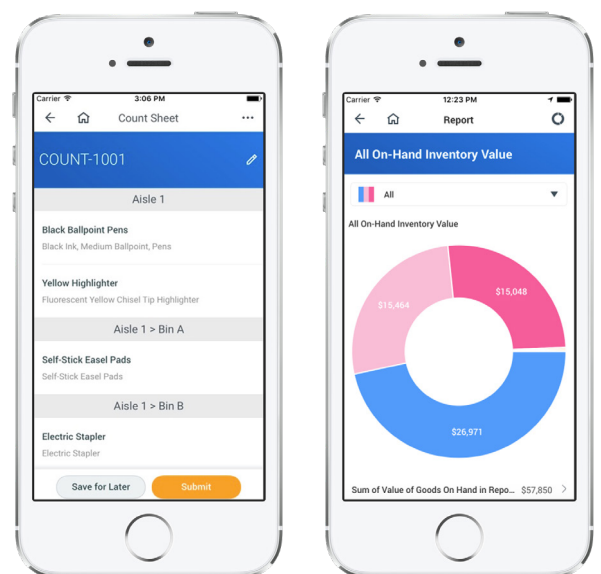 Carrier 3:06 PM
Count Sheet
COUNT-1001
Aisle 1
Black Ballpoint Pens
Black Ink, Medium Ballpoint, Pens
Yellow Highlighter
Fluorescent Yellow Chisel Tip Highlighter
Aisle 1 > Bin A
Self-Stick Easel Pads
Self-Stick Easel Pads
Aisle 1 > Bin B
Electric Stapler
Electric Stapler
Save for Later Submit
Carrier 12:23 PM
Report
All On-Hand Inventory Value
All
All On-Hand Inventory Value
$15,048
$15,464
$26,971
Sum of Value of Goods On Hand in Repo... $57,850